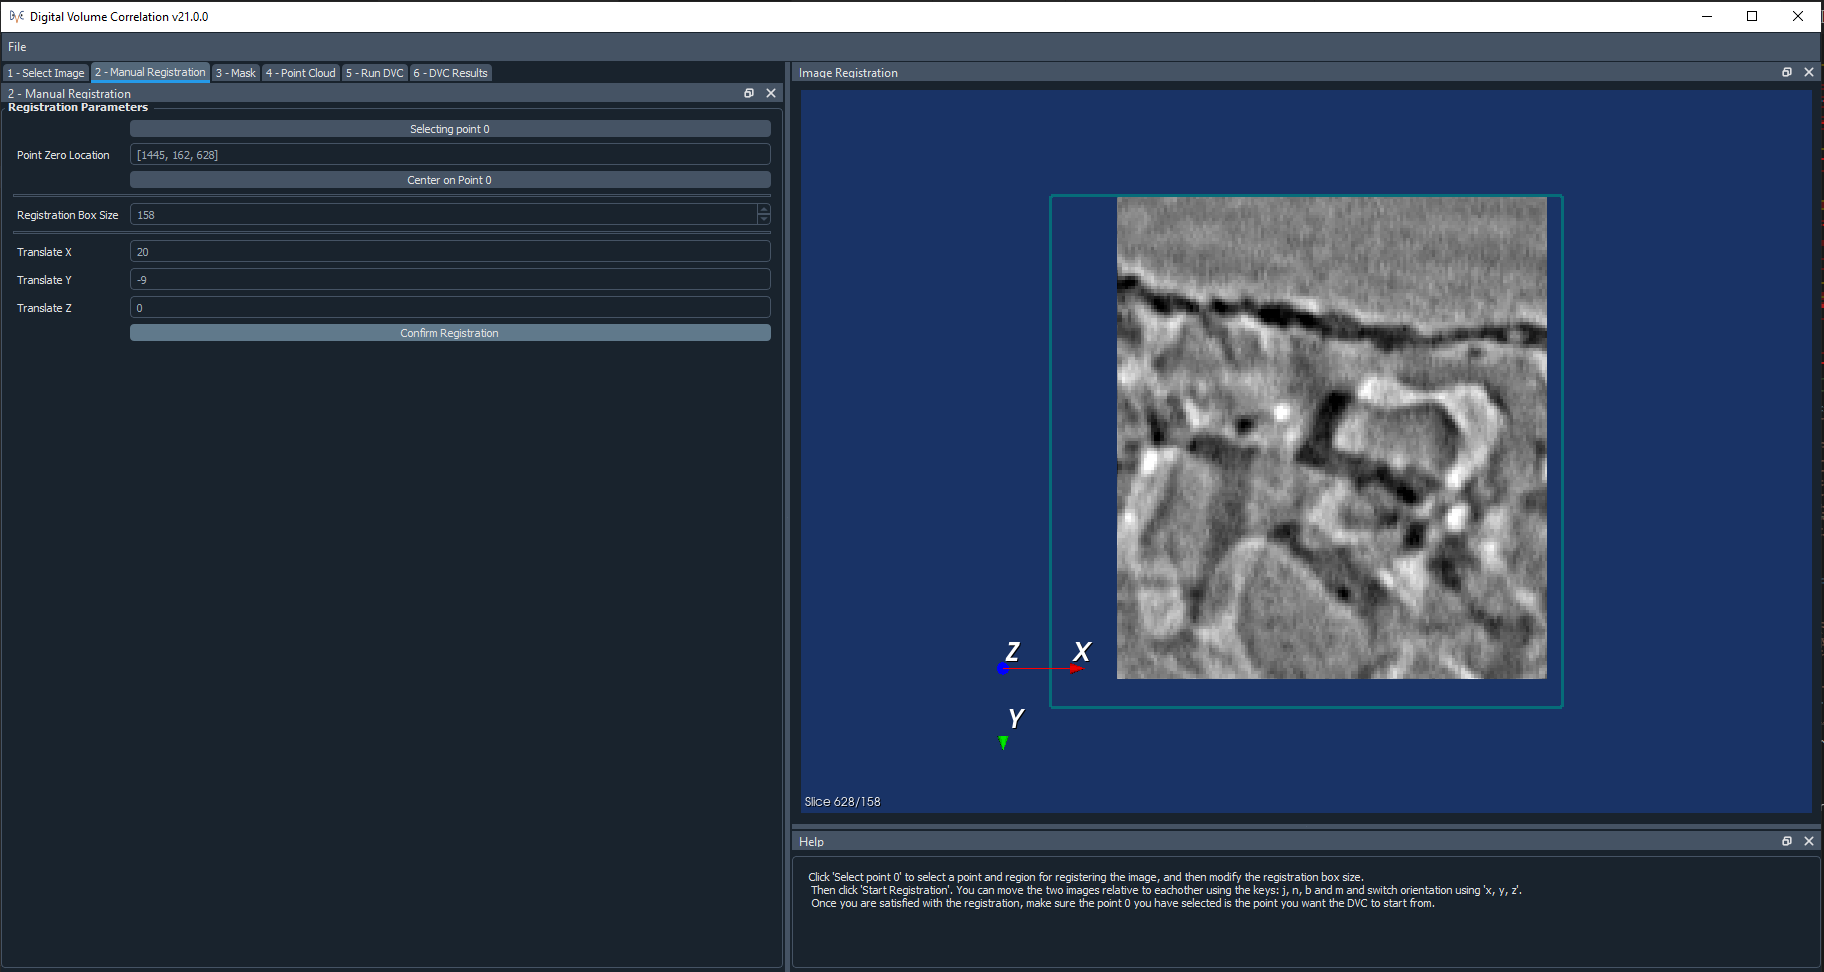 Digital Volume Correlation v21.0.0
File
1 - Select Image 2 - Manual Registration 3 - Mask 4 - Point Cloud 5 - Run DVC 6 - DVC Results
2 - Manual Registration
Registration Parameters
Selecting point 0
Point Zero Location [1445, 162, 628]
Center on Point 0
Registration Box Size 158
Translate X 20
Translate Y -9
Translate Z 0
Confirm Registration
Image Registration
Z X
Y
Slice 628/158
Help
Click 'Select point 0' to select a point and region for registering the image, and then modify the registration box size.
Then click 'Start Registration'. You can move the two images relative to eachother using the keys: j, n, b and m and switch orientation using 'x, y, z'.
Once you are satisfied with the registration, make sure the point 0 you have selected is the point you want the DVC to start from.